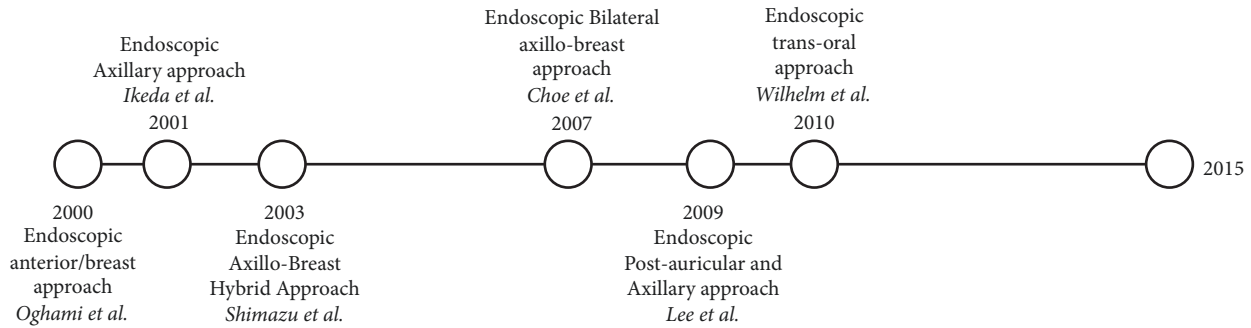 2000
Endoscopic
anterior/breast
approach
Oghami et al.
Endoscopic
Axillary approach
Ikeda et al.
2001
2003
Endoscopic
Axillo-Breast
Hybrid Approach
Shimazu et al.
Endoscopic Bilateral
axillo-breast
approach
Choe et al.
2007
2009
Endoscopic
Post-auricular and
Axillary approach
Lee et al.
Endoscopic
trans-oral
approach
Wilhelm et al.
2010
2015